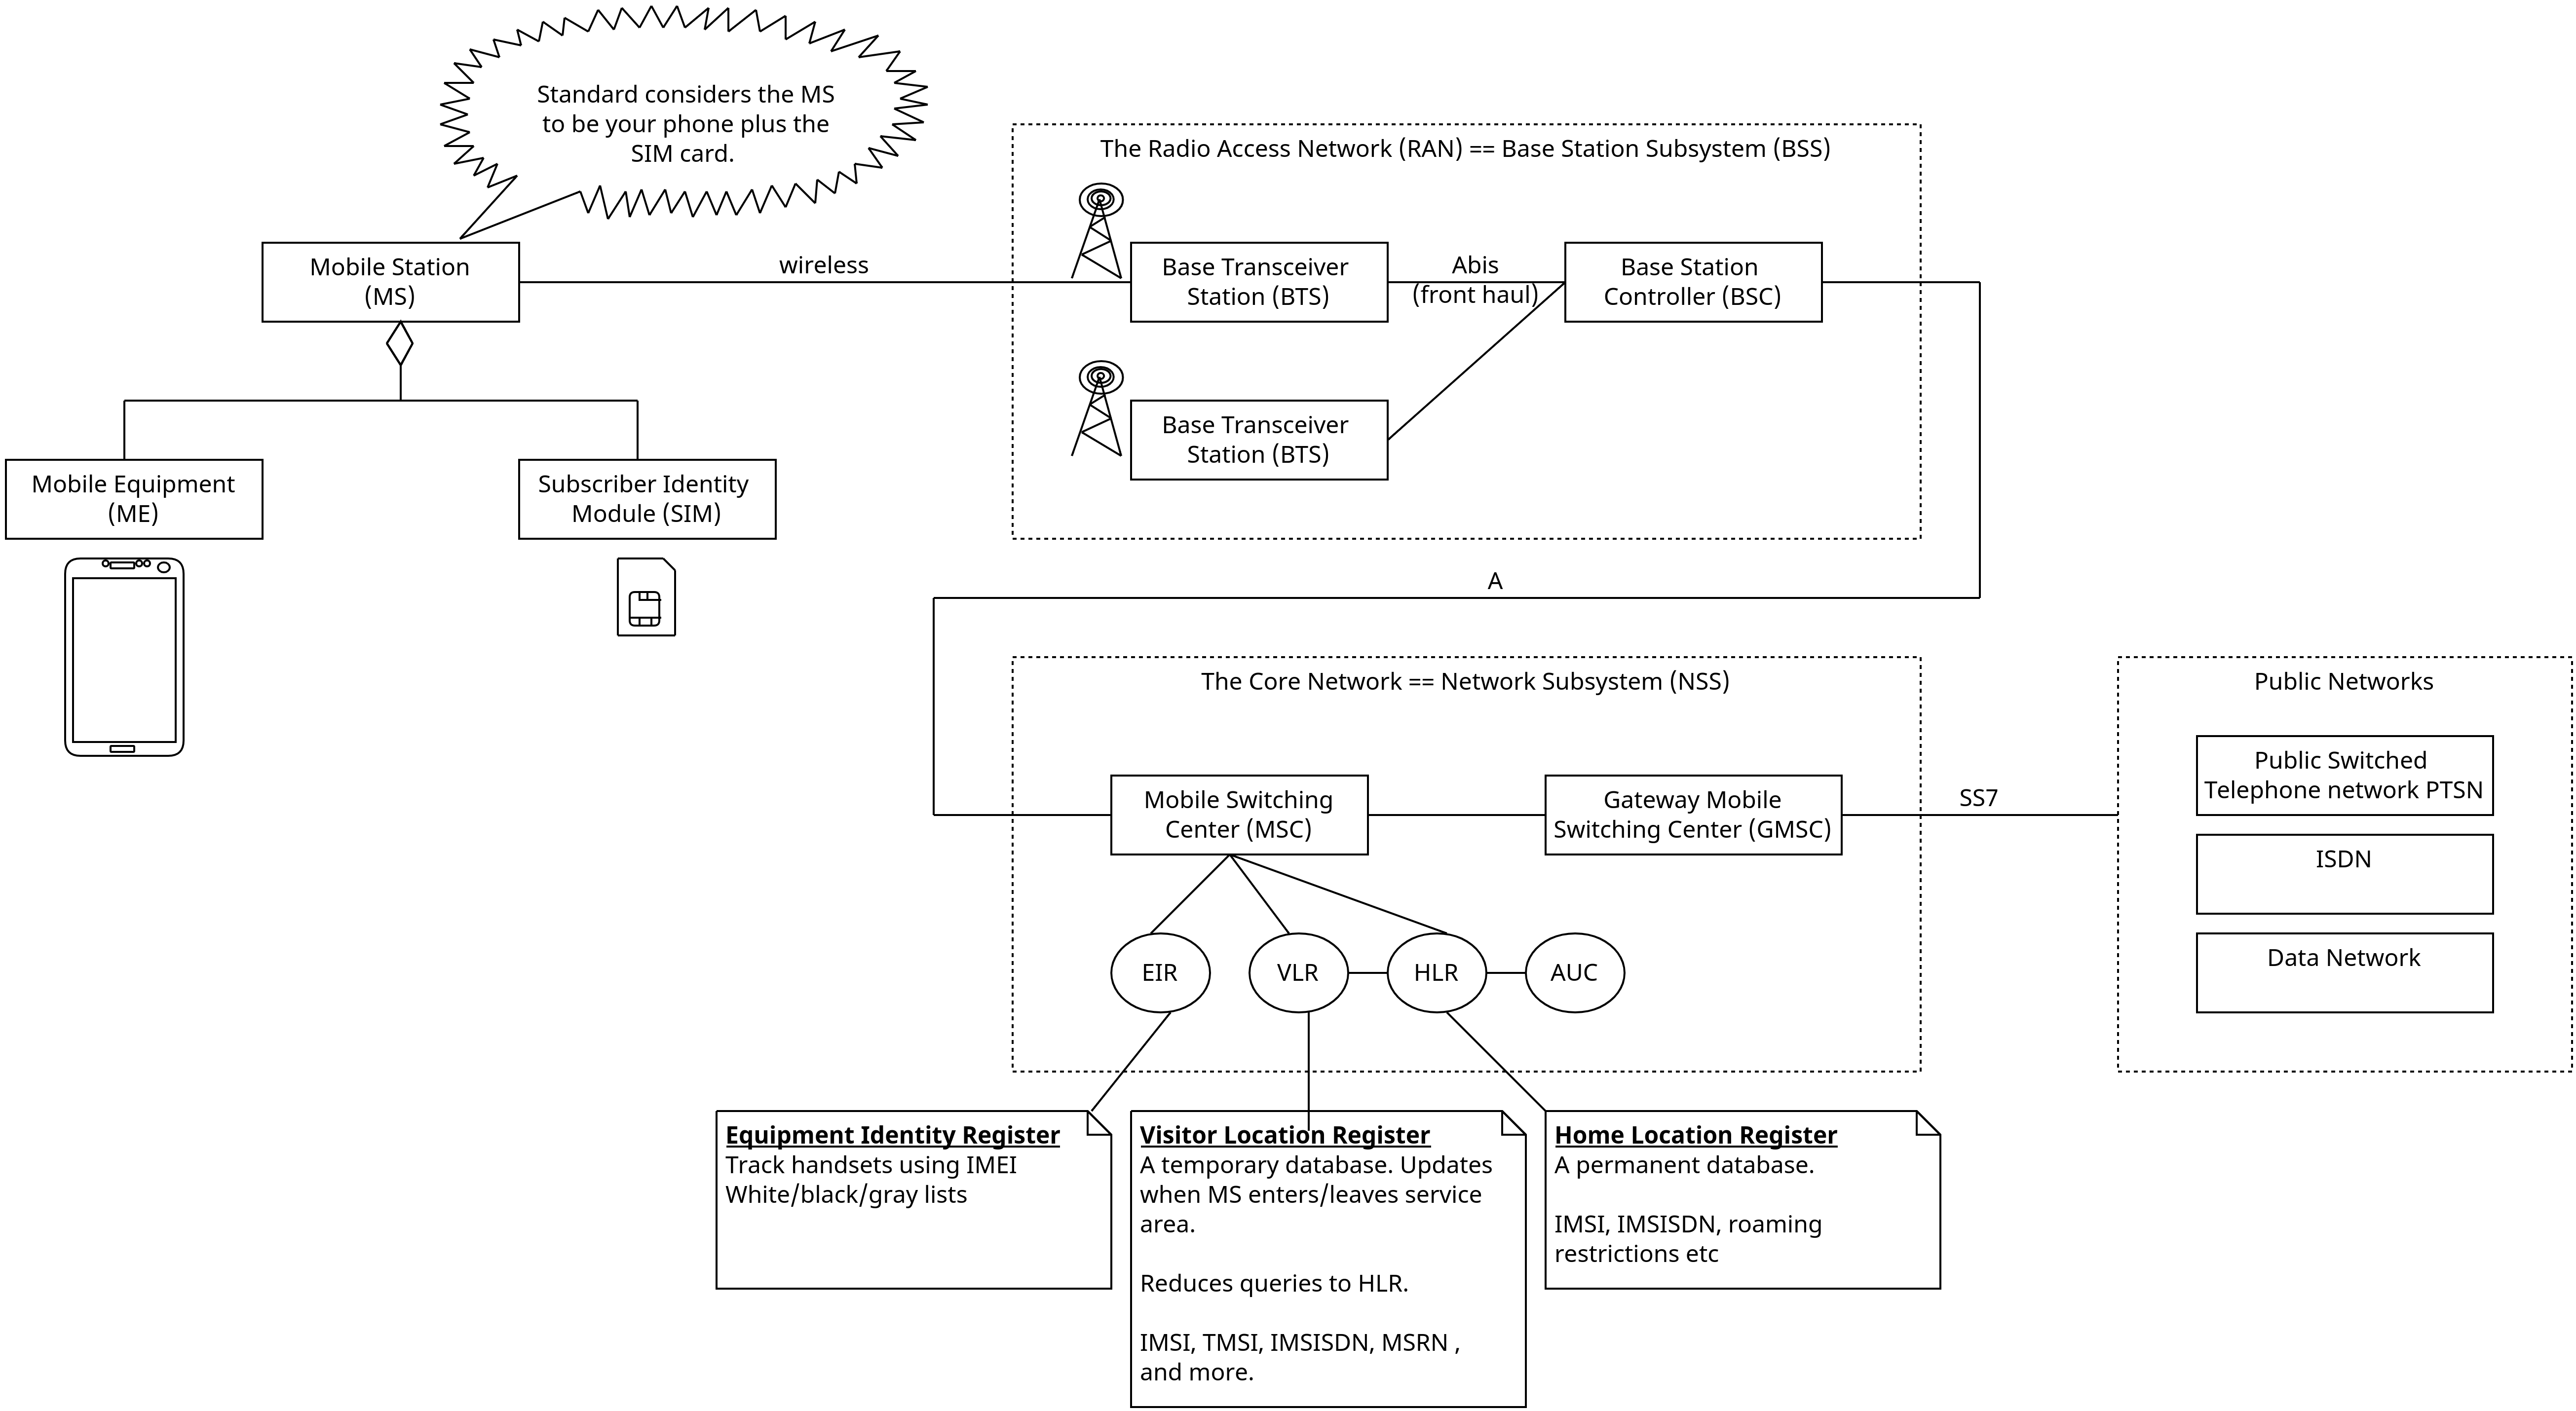 Standard considers the MS
to be your phone plus the
SIM card.
The Radio Access Network (RAN) == Base Station Subsystem (BSS)
Mobile Station
(MS)
wireless
Base Transceiver
Station (BTS)
Abis
(front haul)
Base Station
Controller (BSC)
Base Transceiver
Station (BTS)
Mobile Equipment
(ME)
Subscriber Identity
Module (SIM)
A
The Core Network == Network Subsystem (NSS)
Public Networks
Mobile Switching
Center (MSC)
Gateway Mobile
Switching Center (GMSC)
SS7
Public Switched
Telephone network PTSN
ISDN
Data Network
EIR
VLR
HLR
AUC
Equipment Identity Register
Track handsets using IMEI
White/black/gray lists
Visitor Location Register
A temporary database. Updates
when MS enters/leaves service
area.
Reduces queries to HLR.
IMSI, TMSI, IMSISDN, MSRN ,
and more.
Home Location Register
A permanent database.
IMSI, IMSISDN, roaming
restrictions etc